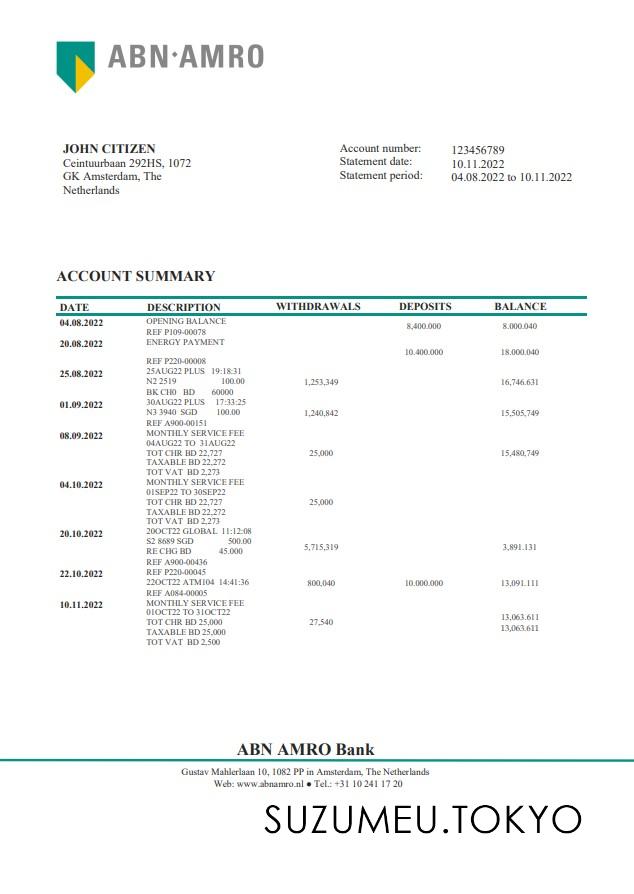 ABN·AMRO
JOHN CITIZEN
Ceintuurbaan 292HS, 1072
GK Amsterdam, The
Netherlands
Account number: 123456789
Statement date: 10.11.2022
Statement period: 04.08.2022 to 10.11.2022
ACCOUNT SUMMARY
DATE DESCRIPTION WITHDRAWALS DEPOSITS BALANCE
04.08.2022 OPENING BALANCE 8,400.000 8.000.040
REF P109-00078
20.08.2022 ENERGY PAYMENT 10.400.000 18.000.040
REF P220-00008
25.08.2022 25AUG22 PLUS 19:18:31
N2 2519 100.00 1,253,349 16,746.631
BK CH0 BD 60000
01.09.2022 30AUG22 PLUS 17:33:25
N3 3940 SGD 100.00 1,240,842 15,505,749
REF A900-00151
08.09.2022 MONTHLY SERVICE FEE
04AUG22 TO 31AUG22
TOT CHR BD 22,727 25,000 15,480,749
TAXABLE BD 22,272
TOT VAT BD 2,273
04.10.2022 MONTHLY SERVICE FEE
01SEP22 TO 30SEP22
TOT CHR BD 22,727 25,000
TAXABLE BD 22,272
TOT VAT BD 2,273
20.10.2022 20OCT22 GLOBAL 11:12:08
S2 8689 SGD 500.00
RE CHG BD 45.000 5,715,319 3,891.131
REF A900-00436
22.10.2022 REF P220-00045
22OCT22 ATM104 14:41:36 800,040 10.000.000 13,091.111
REF A084-00005
10.11.2022 MONTHLY SERVICE FEE
01OCT22 TO 31OCT22 13,063.611
TOT CHR BD 25,000 27,540
TAXABLE BD 25,000 13,063.611
TOT VAT BD 2,500
ABN AMRO Bank
Gustav Mahlerlaan 10, 1082 PP in Amsterdam, The Netherlands
Web: www.abnamro.nl ● Tel.: +31 10 241 17 20
SUZUMEU.TOKYO